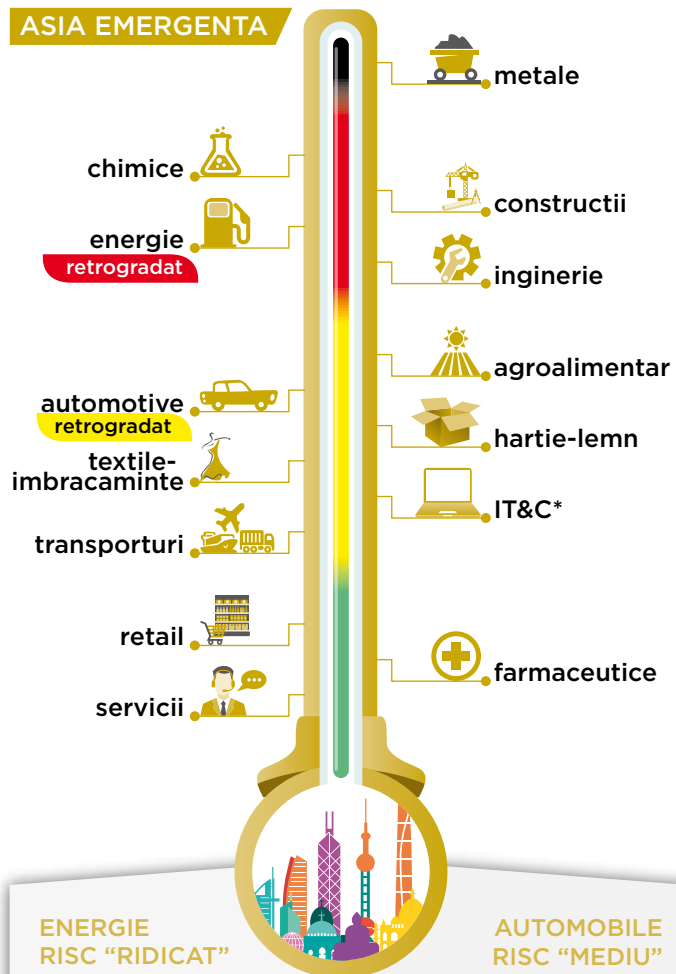 ASIA EMERGENTA
metale
chimice
constructii
energie
retrogradat
inginerie
agroalimentar
automotive
retrogradat
hartie-lemn
textile-
imbracaminte
IT&C*
transporturi
retail
farmaceutice
servicii
ENERGIE
RISC “RIDICAT”
AUTOMOBILE
RISC “MEDIU”